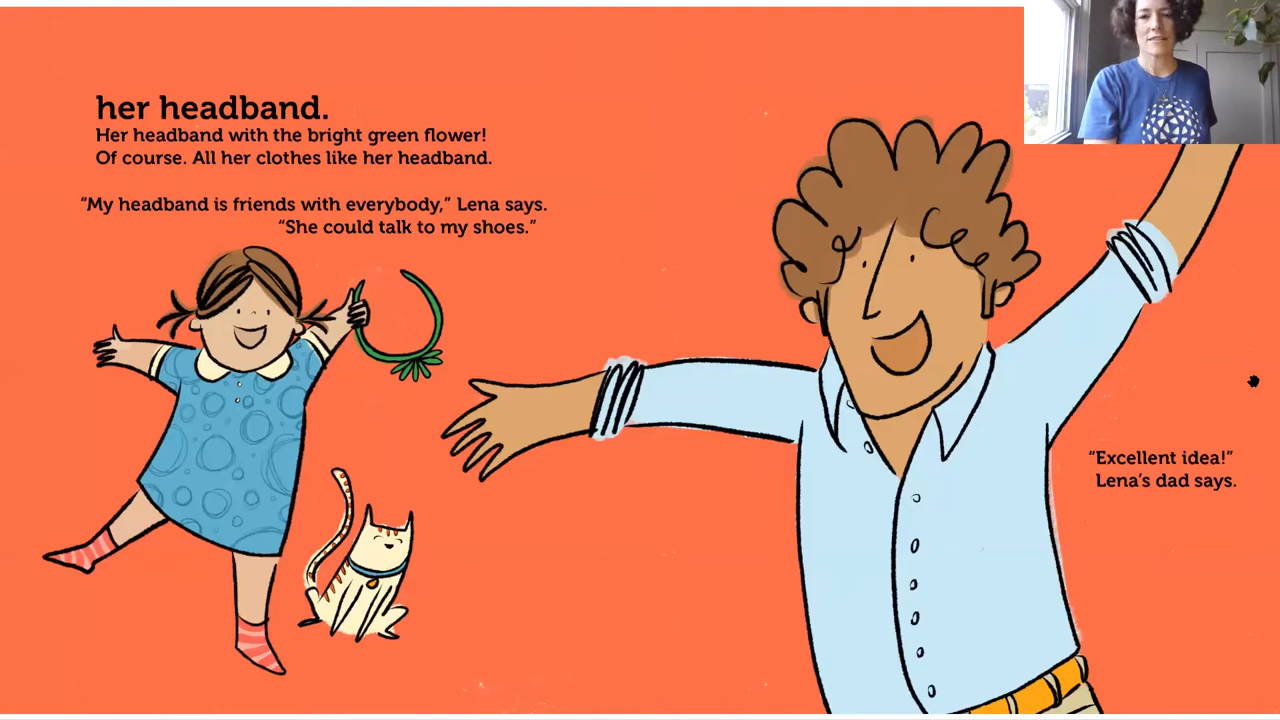 her headband.
Her headband with the bright green flower!
Of course. All her clothes like her headband.
“My headband is friends with everybody,” Lena says.
“She could talk to my shoes.”
“Excellent idea!”
Lena’s dad says.